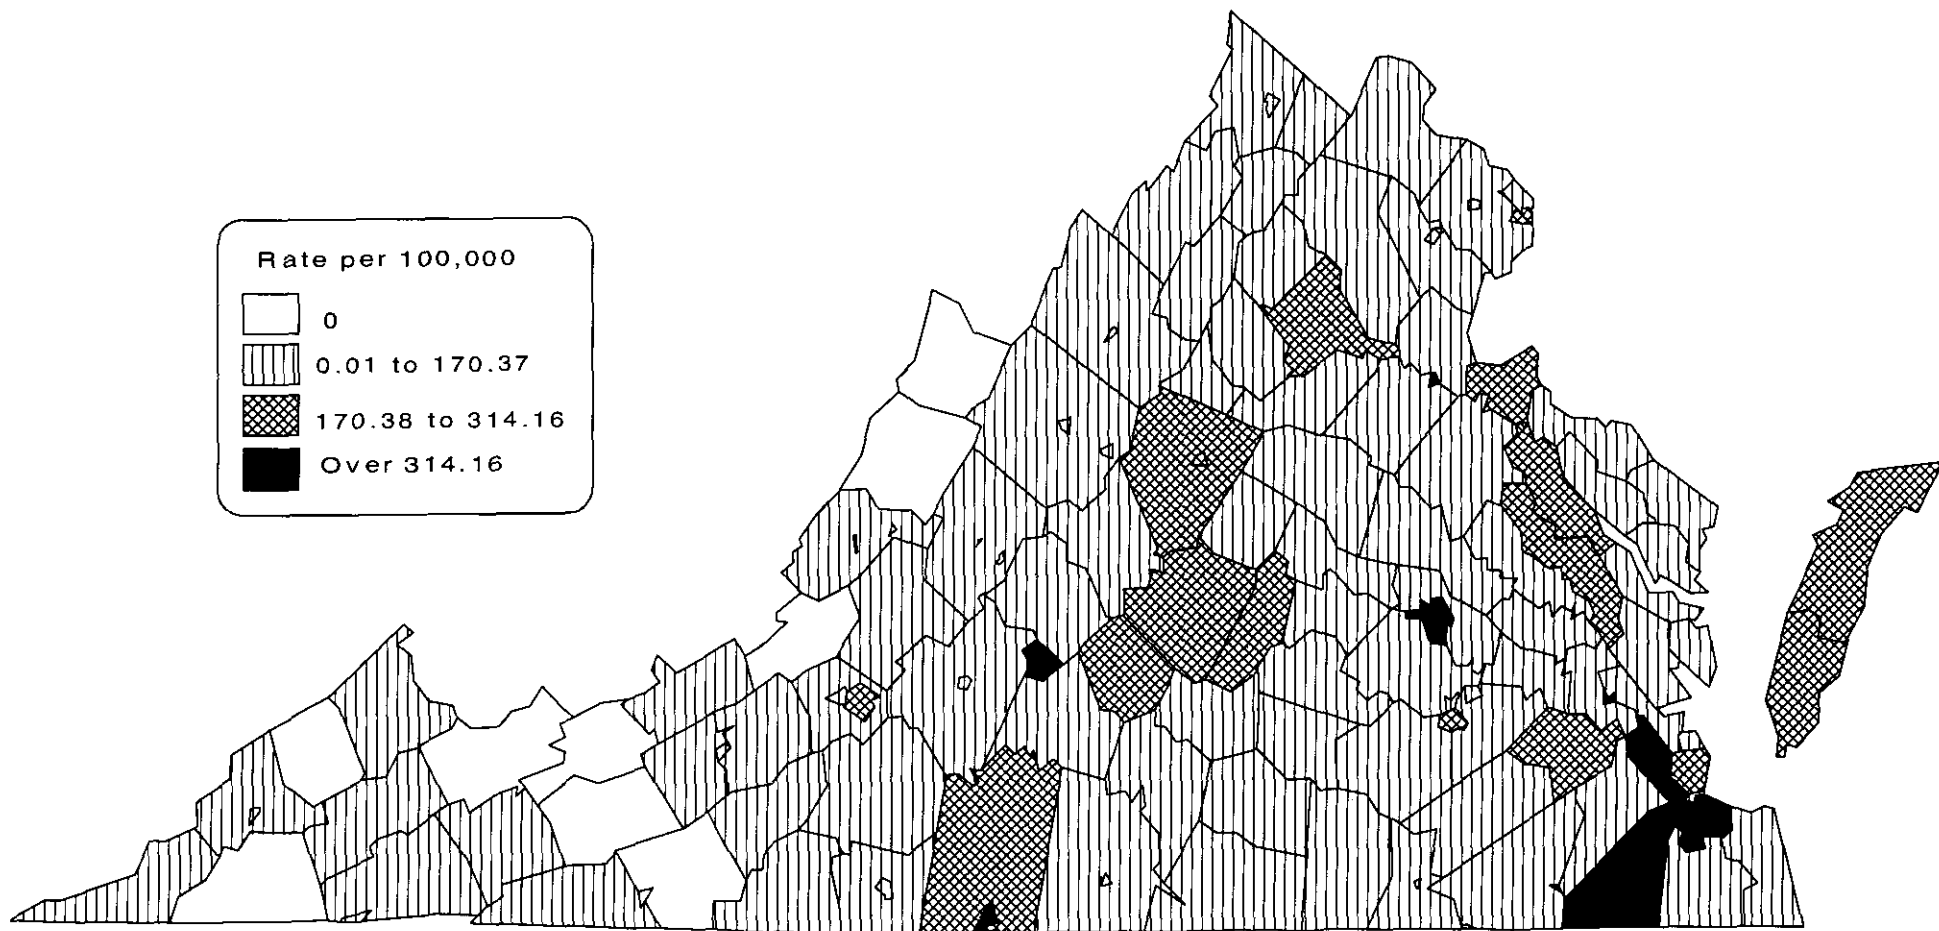 Rate per 100,000
0
0.01 to 170.37
170.38 to 314.16
Over 314.16